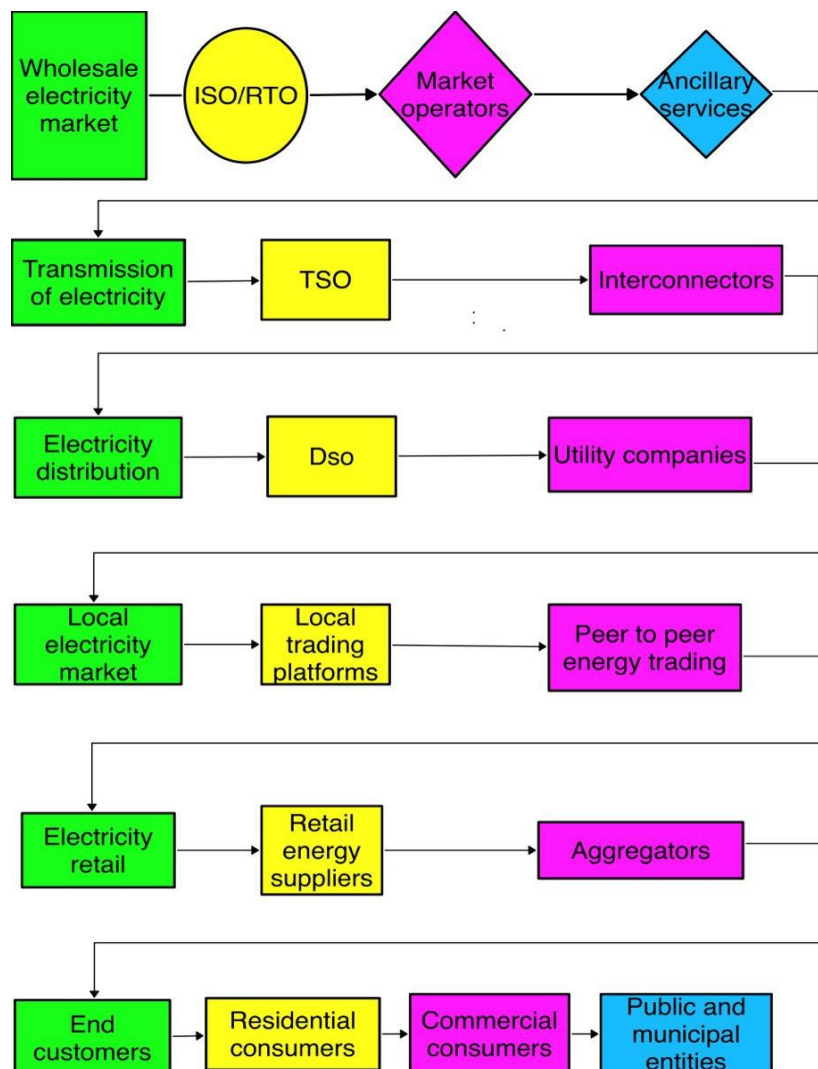 Wholesale
electricity
market
ISO/RTO
Market
operators
Ancillary
services
Transmission
of electricity
TSO
Interconnectors
Electricity
distribution
Dso
Utility companies
Local
electricity
market
Local
trading
platforms
Peer to peer
energy trading
Electricity
retail
Retail
energy
suppliers
Aggregators
End
customers
Residential
consumers
Commercial
consumers
Public and
municipal
entities